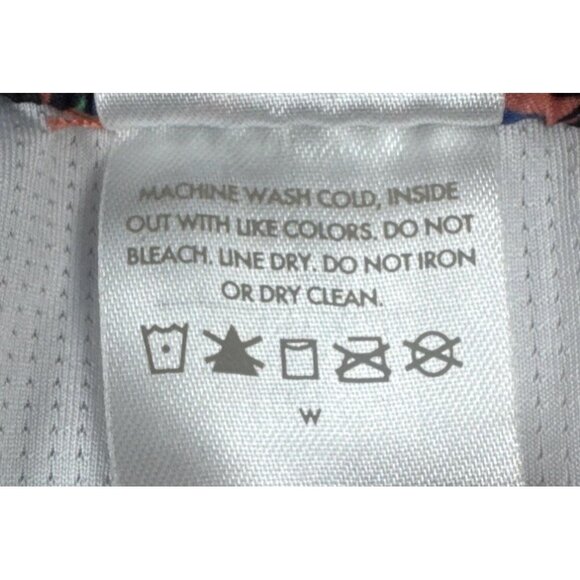 MACHINE WASH COLD, INSIDE
OUT WITH LIKE COLORS. DO NOT
BLEACH. LINE DRY. DO NOT IRON
OR DRY CLEAN.
W